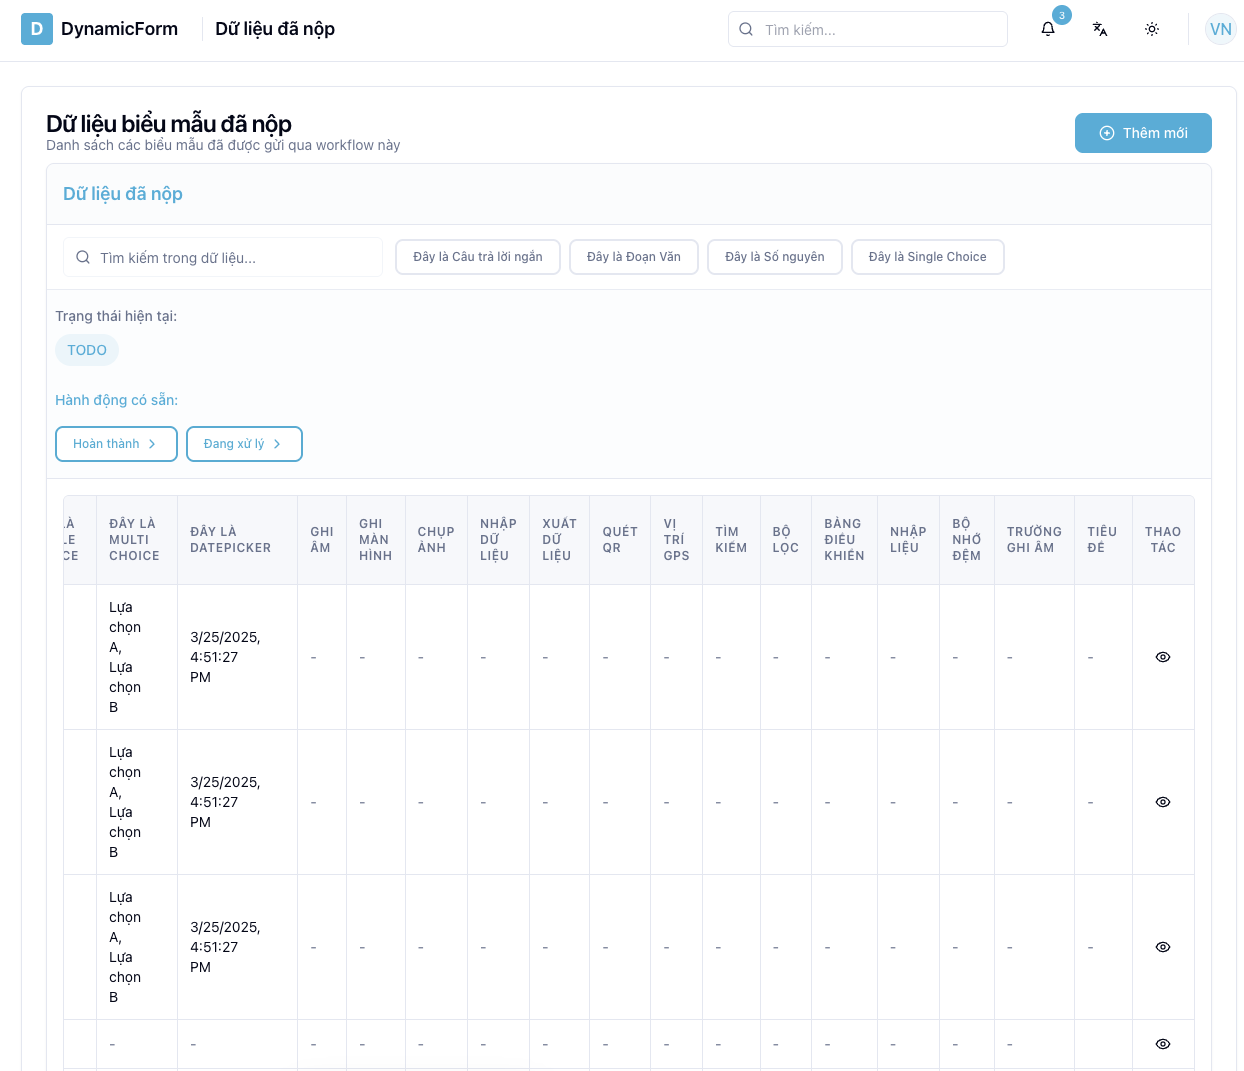 D DynamicForm Dữ liệu đã nộp Tìm kiếm... 3 VN
Dữ liệu biểu mẫu đã nộp
Danh sách các biểu mẫu đã được gửi qua workflow này
Thêm mới
Dữ liệu đã nộp
Tìm kiếm trong dữ liệu... Đây là Câu trả lời ngắn Đây là Đoạn Văn Đây là Số nguyên Đây là Single Choice
Trạng thái hiện tại:
TODO
Hành động có sẵn:
Hoàn thành Đang xử lý
ĐÂY LÀ
MULTI
CHOICE
ĐÂY LÀ
DATEPICKER
GHI
ÂM
GHI
MÀN
HÌNH
CHỤP
ẢNH
NHẬP
DỮ
LIỆU
XUẤT
DỮ
LIỆU
QUÉT
QR
VỊ
TRÍ
GPS
TÌM
KIẾM
BỘ
LỌC
BẢNG
ĐIỀU
KHIỂN
NHẬP
LIỆU
BỘ
NHỚ
ĐỆM
TRƯỜNG
GHI ÂM
TIÊU
ĐỀ
THAO
TÁC
Lựa
chọn
A,
Lựa
chọn
B
3/25/2025,
4:51:27
PM
- - - - - - - - - - - - - -
Lựa
chọn
A,
Lựa
chọn
B
3/25/2025,
4:51:27
PM
- - - - - - - - - - - - - -
Lựa
chọn
A,
Lựa
chọn
B
3/25/2025,
4:51:27
PM
- - - - - - - - - - - - - -
- - - - - - - - - - - - - - -